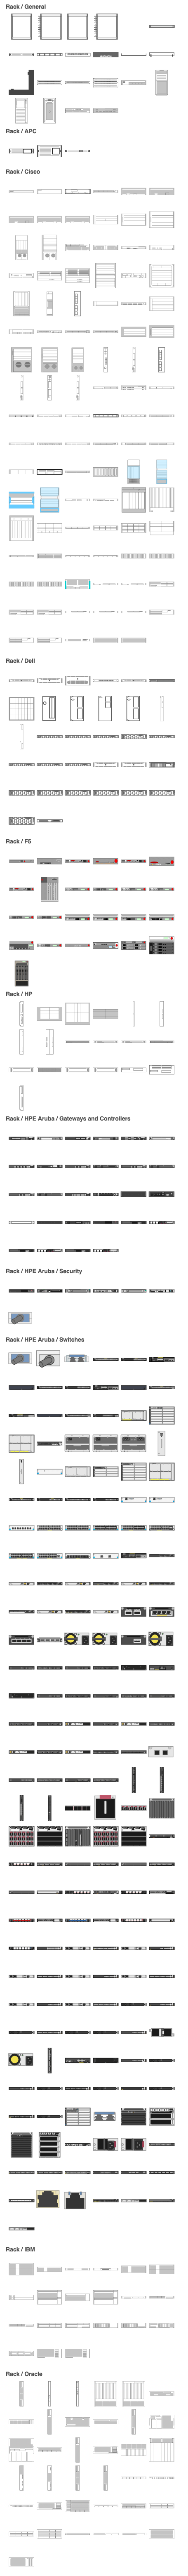 Rack / General
Rack / APC
Rack / Cisco
Rack / Dell
Rack / F5
Rack / HP
Rack / HPE Aruba / Gateways and Controllers
Rack / HPE Aruba / Security
Rack / HPE Aruba / Switches
Rack / IBM
Rack / Oracle